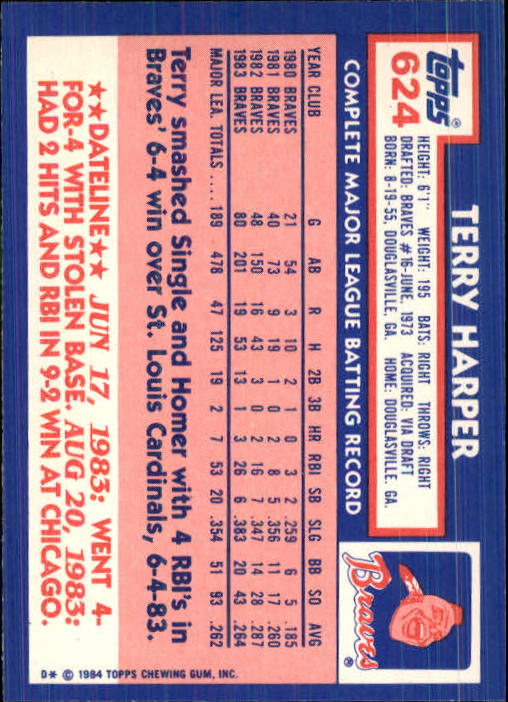 topps®
624
TERRY HARPER
HEIGHT: 6'1" WEIGHT: 195 BATS: RIGHT THROWS: RIGHT
DRAFTED: BRAVES #16-JUNE, 1973 ACQUIRED: VIA DRAFT
BORN: 8-19-55, DOUGLASVILLE, GA. HOME: DOUGLASVILLE, GA.
Braves®
COMPLETE MAJOR LEAGUE BATTING RECORD
YEAR CLUB G AB R H 2B 3B HR RBI SB SLG BB SO AVG
1980 BRAVES 21 54 3 10 2 1 0 3 2 .259 6 5 .185
1981 BRAVES 40 73 9 19 1 0 2 8 5 .356 11 17 .260
1982 BRAVES 48 150 16 43 3 0 2 16 7 .347 14 28 .287
1983 BRAVES 80 201 19 53 13 1 3 26 6 .383 20 43 .264
MAJOR LEA. TOTALS .... 189 478 47 125 19 2 7 53 20 .354 51 93 .262
Terry smashed Single and Homer with 4 RBI's in
Braves' 6-4 win over St. Louis Cardinals, 6-4-83.
★★DATELINE★★ JUN 17, 1983: WENT 4-
FOR-4 WITH STOLEN BASE. AUG 20, 1983:
HAD 2 HITS AND RBI IN 9-2 WIN AT CHICAGO.
D* © 1984 TOPPS CHEWING GUM, INC.